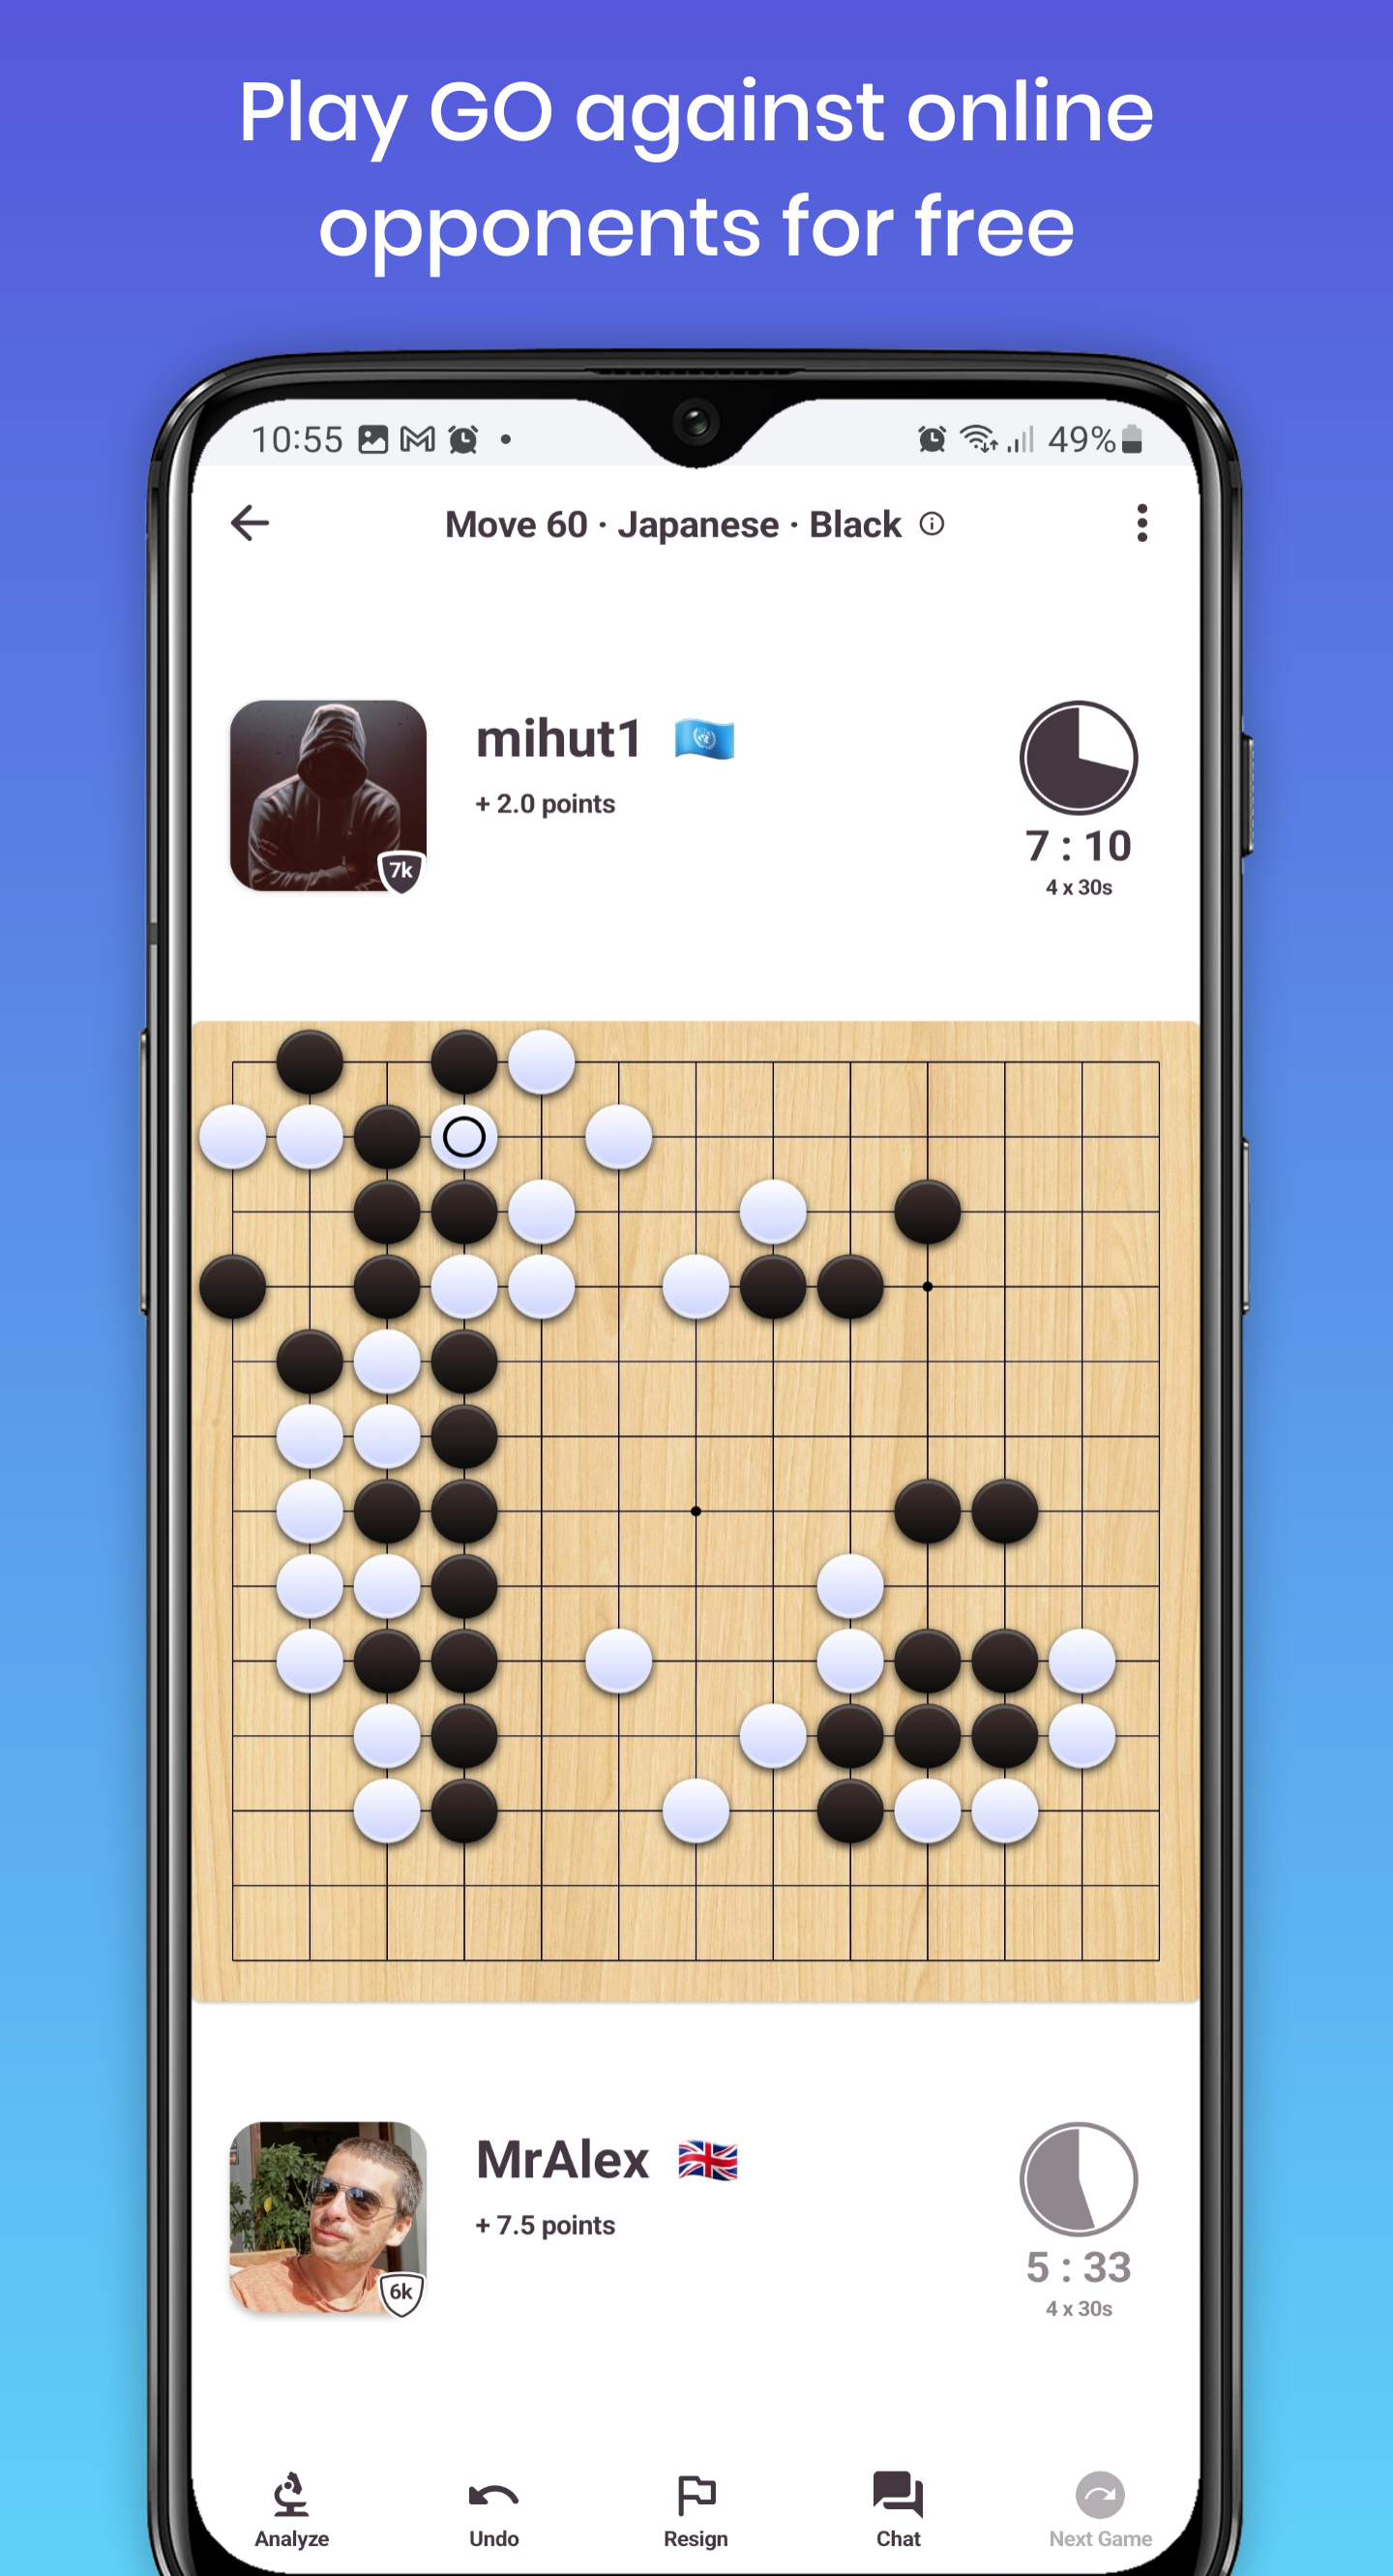 Play GO against online
opponents for free
10:55
49%
Move 60 · Japanese · Black
mihut1
+ 2.0 points
7k
7 : 10
4 x 30s
MrAlex
+ 7.5 points
6k
5 : 33
4 x 30s
Analyze
Undo
Resign
Chat
Next Game